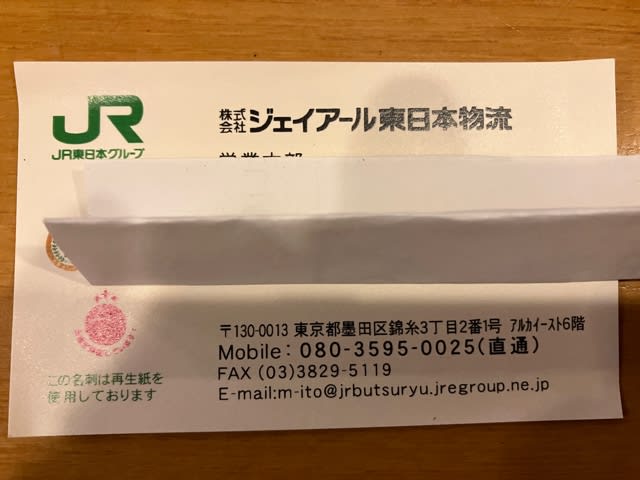 JR
JR東日本グループ
株式会社 ジェイアール東日本物流
〒130-0013 東京都墨田区錦糸3丁目2番1号 アルカイースト6階
Mobile: 080-3595-0025(直通)
FAX (03)3829-5119
E-mail:m-ito@jrbutsuryu.jregroup.ne.jp
この名刺は再生紙を
使用しております